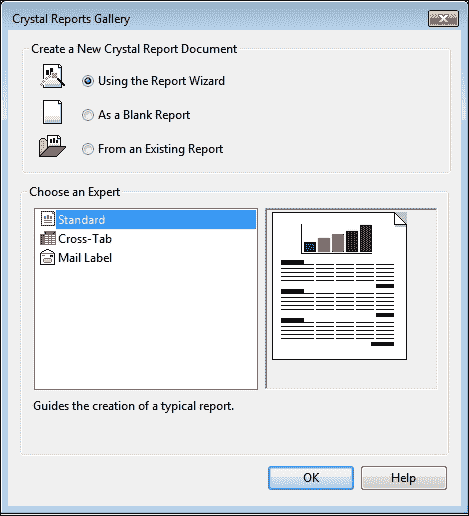 Crystal Reports Gallery
Create a New Crystal Report Document
Using the Report Wizard
As a Blank Report
From an Existing Report
Choose an Expert
Standard
Cross-Tab
Mail Label
Guides the creation of a typical report.
OK
Help